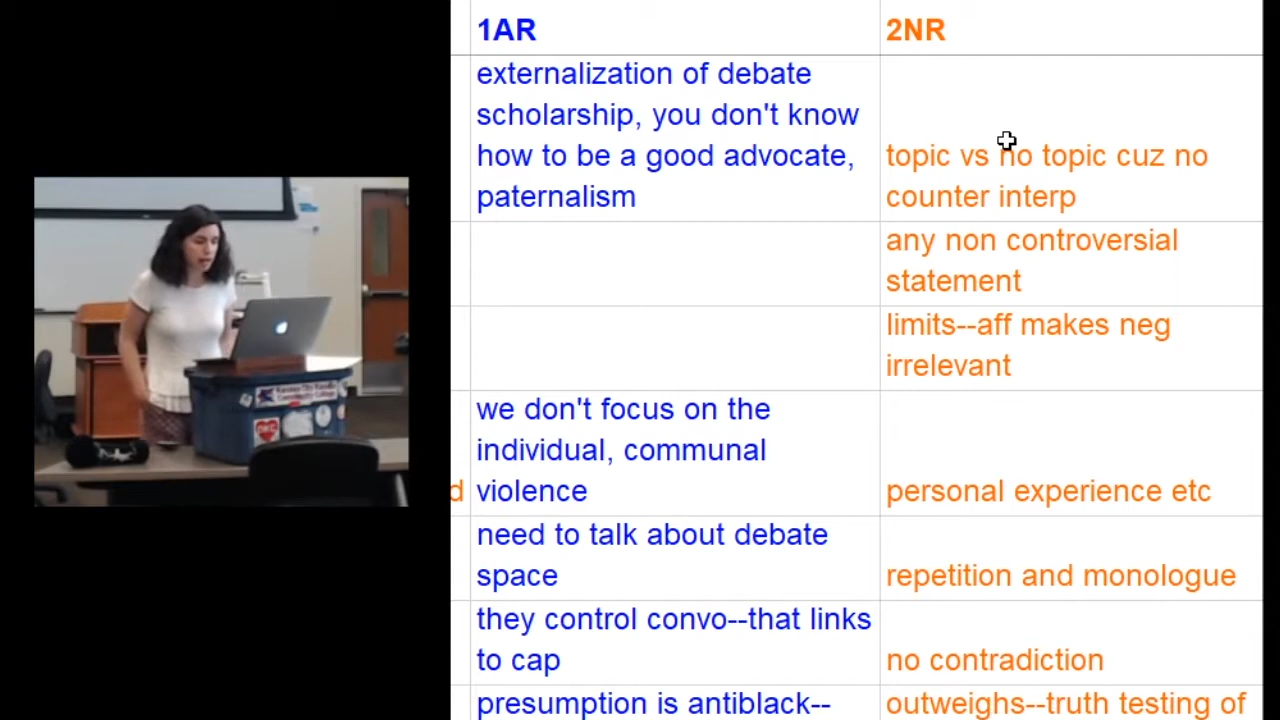 1AR
2NR
externalization of debate
scholarship, you don't know
how to be a good advocate,
paternalism
topic vs no topic cuz no
counter interp
any non controversial
statement
limits--aff makes neg
irrelevant
d
we don't focus on the
individual, communal
violence
personal experience etc
need to talk about debate
space
repetition and monologue
they control convo--that links
to cap
no contradiction
presumption is antiblack--
outweighs--truth testing of